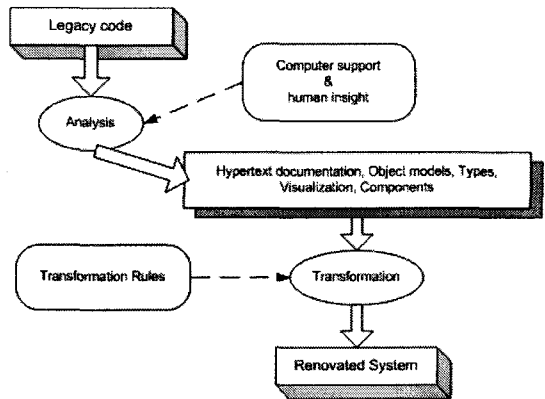 Legacy code
Computer support
&
human insight
Analysis
Hypertext documentation, Object models, Types,
Visualization, Components
Transformation Rules
Transformation
Renovated System